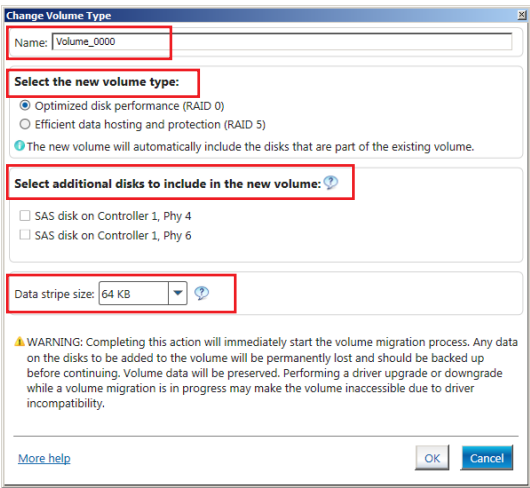 Change Volume Type
Name: Volume_0000
Select the new volume type:
Optimized disk performance (RAID 0)
Efficient data hosting and protection (RAID 5)
The new volume will automatically include the disks that are part of the existing volume.
Select additional disks to include in the new volume:
SAS disk on Controller 1, Phy 4
SAS disk on Controller 1, Phy 6
Data stripe size: 64 KB
WARNING: Completing this action will immediately start the volume migration process. Any data
on the disks to be added to the volume will be permanently lost and should be backed up
before continuing. Volume data will be preserved. Performing a driver upgrade or downgrade
while a volume migration is in progress may make the volume inaccessible due to driver
incompatibility.
More help
OK
Cancel